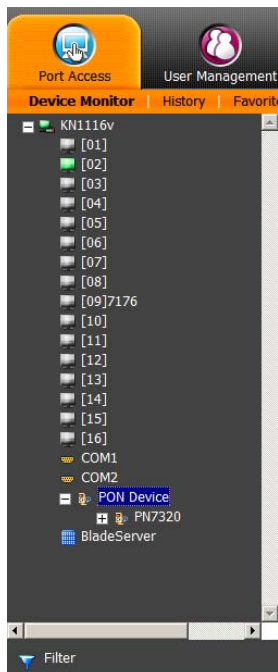 Port Access User Management
Device Monitor | History | Favorit
KN1116v
[01]
[02]
[03]
[04]
[05]
[06]
[07]
[08]
[09]7176
[10]
[11]
[12]
[13]
[14]
[15]
[16]
COM1
COM2
PON Device
PN7320
BladeServer
Filter